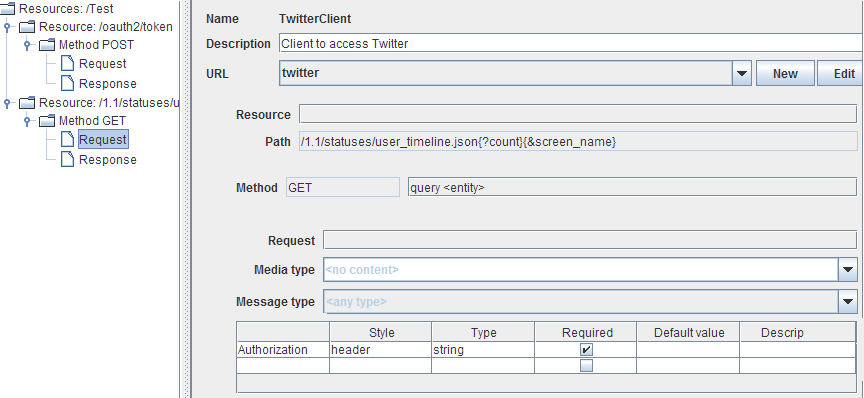 Resources: /Test
Resource: /oauth2/token
Method POST
Request
Response
Resource: /1.1/statuses/u
Method GET
Request
Response
Name TwitterClient
Description Client to access Twitter
URL twitter New Edit
Resource
Path /1.1/statuses/user_timeline.json{?count}{&screen_name}
Method GET query <entity>
Request
Media type <no content>
Message type <any type>
Style Type Required Default value Descrip
Authorization header string